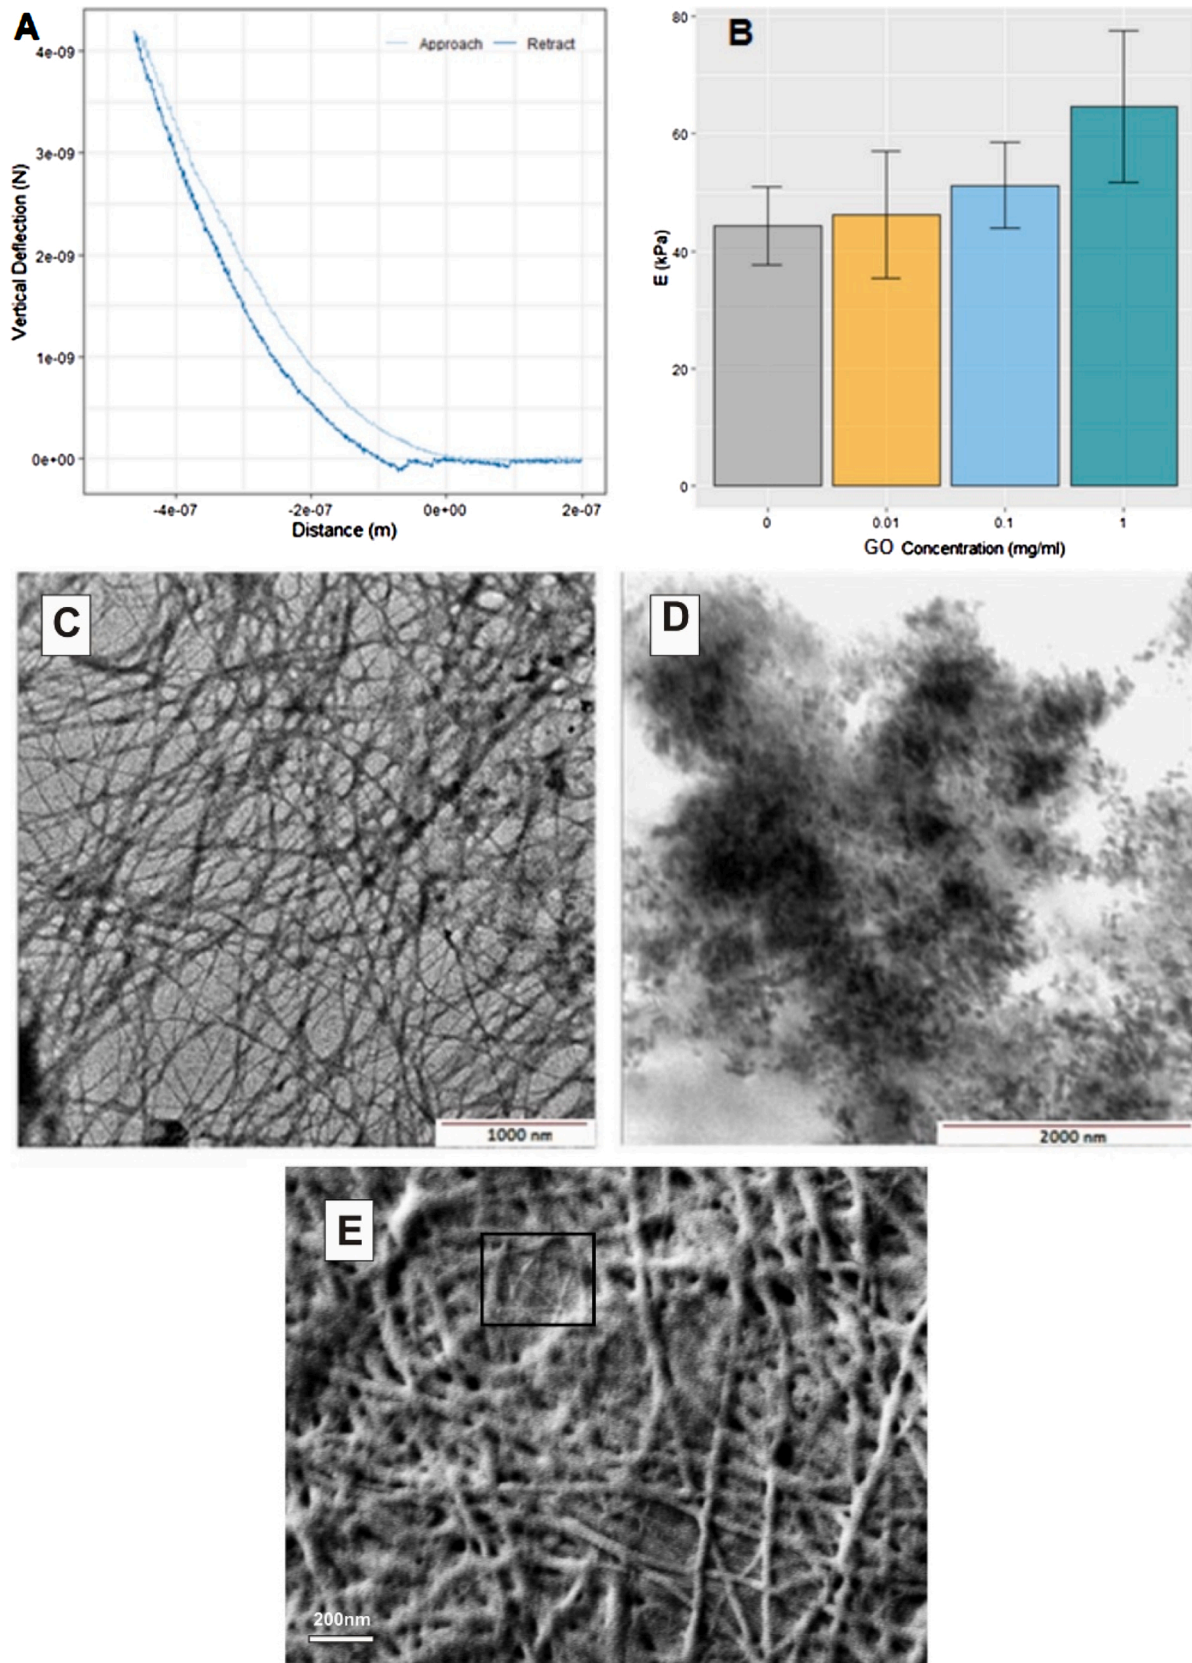 A
Approach
Retract
4e-09
3e-09
2e-09
1e-09
0e+00
Vertical Deflection (N)
-4e-07
-2e-07
0e+00
2e-07
Distance (m)
B
80
60
40
20
0
E (kPa)
0
0.01
0.1
1
GO Concentration (mg/ml)
C
1000 nm
D
2000 nm
E
200nm